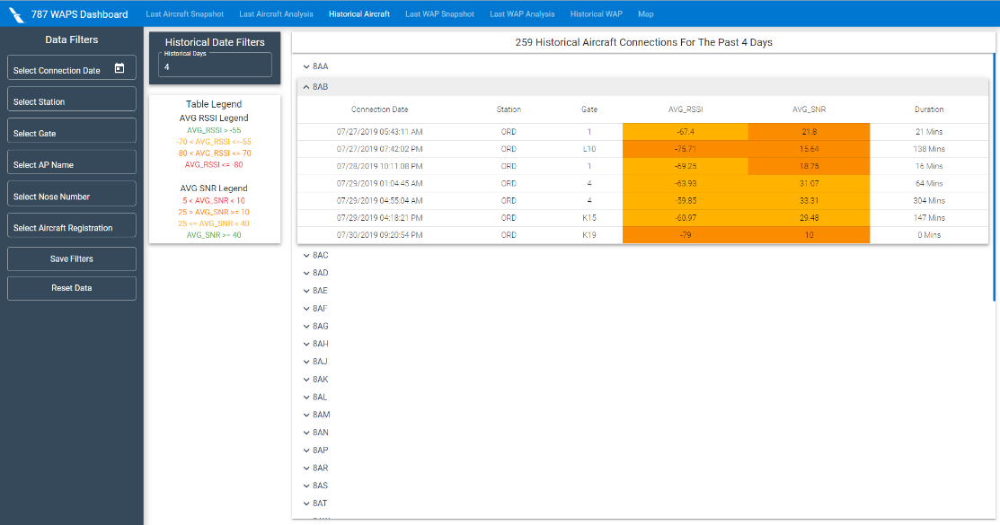 787 WAPS Dashboard Last Aircraft Snapshot Last Aircraft Analysis Historical Aircraft Last WAP Snapshot Last WAP Analysis Historical WAP Map
Data Filters
Select Connection Date
Select Station
Select Gate
Select AP Name
Select Nose Number
Select Aircraft Registration
Save Filters
Reset Data
Historical Date Filters
Historical Days
4
Table Legend
AVG RSSI Legend
AVG_RSSI > -55
-70 < AVG_RSSI <=-55
-80 < AVG_RSSI <= -70
AVG_RSSI <= -80
AVG SNR Legend
5 < AVG_SNR < 10
25 > AVG_SNR >= 10
25 <= AVG_SNR < 40
AVG_SNR >= 40
259 Historical Aircraft Connections For The Past 4 Days
8AA
8AB
Connection Date Station Gate AVG_RSSI AVG_SNR Duration
07/27/2019 05:43:11 AM ORD 1 -67.4 21.8 21 Mins
07/27/2019 07:42:02 PM ORD L10 -75.71 15.64 138 Mins
07/28/2019 10:11:08 PM ORD 1 -69.25 18.75 16 Mins
07/29/2019 01:04:45 AM ORD 4 -63.93 31.07 64 Mins
07/29/2019 04:55:04 AM ORD 4 -59.85 33.31 304 Mins
07/29/2019 04:18:21 PM ORD K15 -60.97 29.48 147 Mins
07/30/2019 09:20:54 PM ORD K19 -79 10 0 Mins
8AC
8AD
8AE
8AF
8AG
8AH
8AJ
8AK
8AL
8AM
8AN
8AP
8AR
8AS
8AT